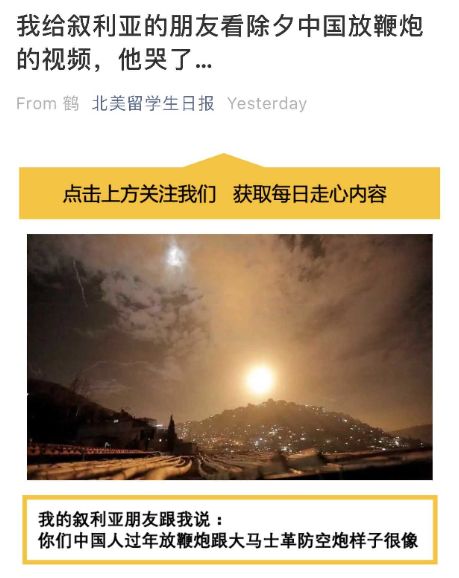 我给叙利亚的朋友看除夕中国放鞭炮
的视频，他哭了...
From 鹤 北美留学生日报 Yesterday
点击上方关注我们 获取每日走心内容
我的叙利亚朋友跟我说：
你们中国人过年放鞭炮跟大马士革防空炮样子很像